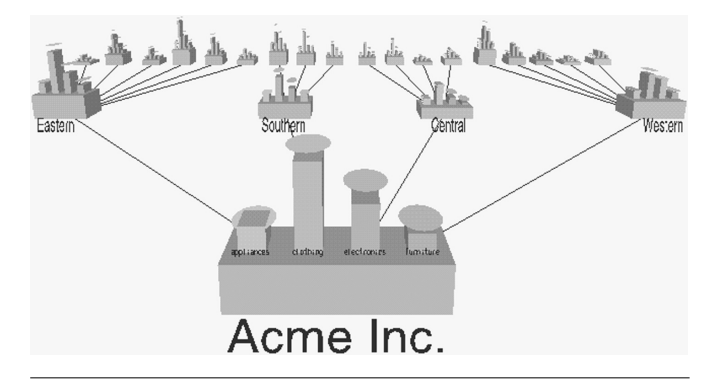 Eastern Southern Central Western
appliances clothing electronics furniture
Acme Inc.